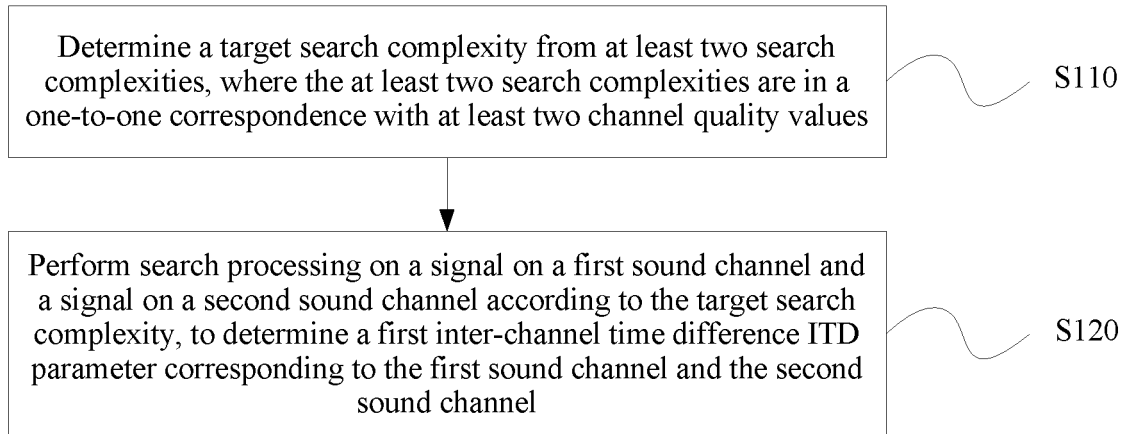 Determine a target search complexity from at least two search
complexities, where the at least two search complexities are in a
one-to-one correspondence with at least two channel quality values
S110
Perform search processing on a signal on a first sound channel and
a signal on a second sound channel according to the target search
complexity, to determine a first inter-channel time difference ITD
parameter corresponding to the first sound channel and the second
sound channel
S120